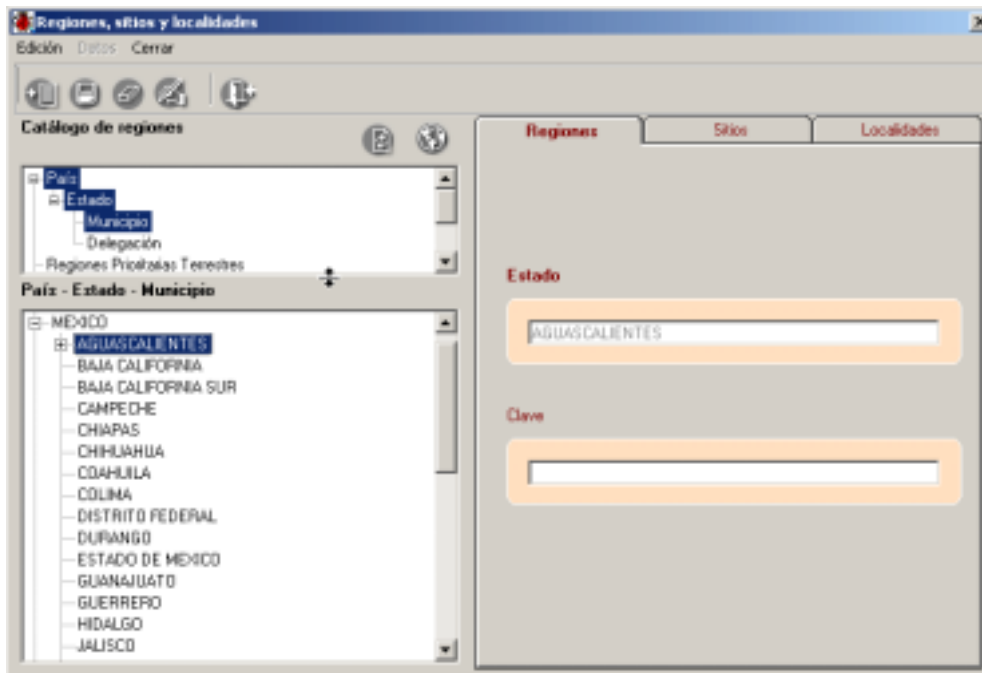 Regiones, sitios y localidades
Edición Datos Cerrar
Catálogo de regiones
País
Estado
Municipio
Delegación
Regiones Prioritarias Terrestres
País - Estado - Municipio
MEXICO
AGUASCALIENTES
BAJA CALIFORNIA
BAJA CALIFORNIA SUR
CAMPECHE
CHIAPAS
CHIHUAHUA
COAHUILA
COLIMA
DISTRITO FEDERAL
DURANGO
ESTADO DE MEXICO
GUANAJUATO
GUERRERO
HIDALGO
JALISCO
Regiones Sitios Localidades
Estado
AGUASCALIENTES
Clave